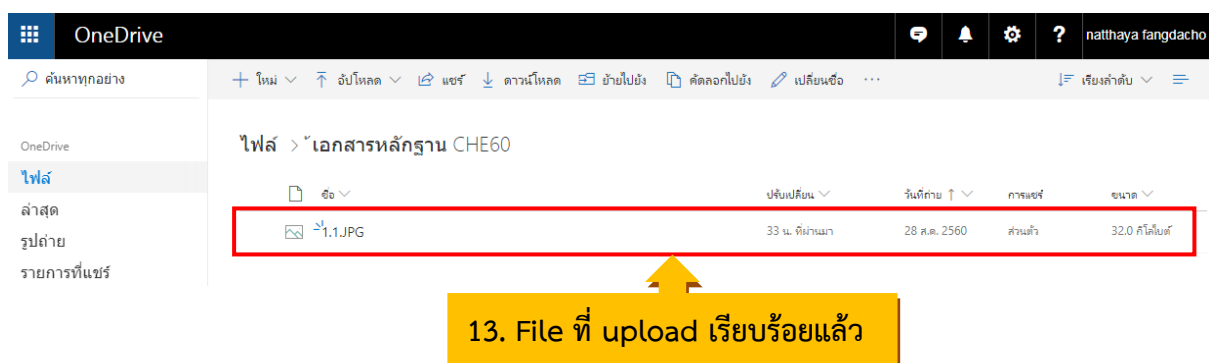 OneDrive ? natthaya fangdacho
ค้นหาทุกอย่าง ใหม่ อัปโหลด แชร์ ดาวน์โหลด ย้ายไปยัง คัดลอกไปยัง เปลี่ยนชื่อ ··· เรียงลำดับ
OneDrive
ไฟล์
ล่าสุด
รูปถ่าย
รายการที่แชร์
ไฟล์ > ้เอกสารหลักฐาน CHE60
ชื่อ ปรับเปลี่ยน วันที่ถ่าย ↑ การแชร์ ขนาด
1.1.JPG 33 น. ที่ผ่านมา 28 ส.ค. 2560 ส่วนตัว 32.0 กิโลไบต์
13. File ที่ upload เรียบร้อยแล้ว